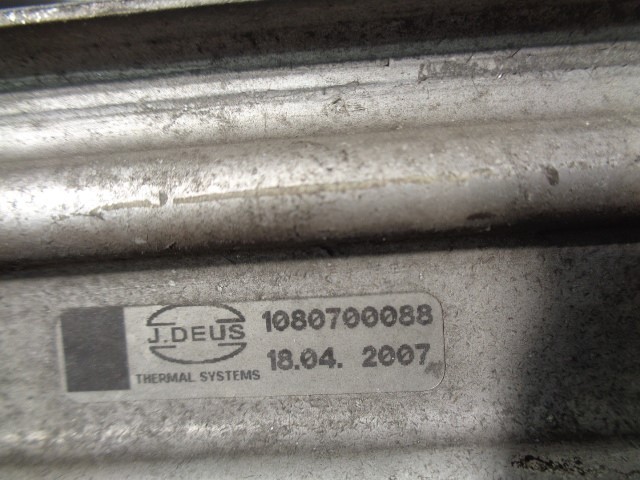 J.DEUS
THERMAL SYSTEMS
1080700088
18.04. 2007